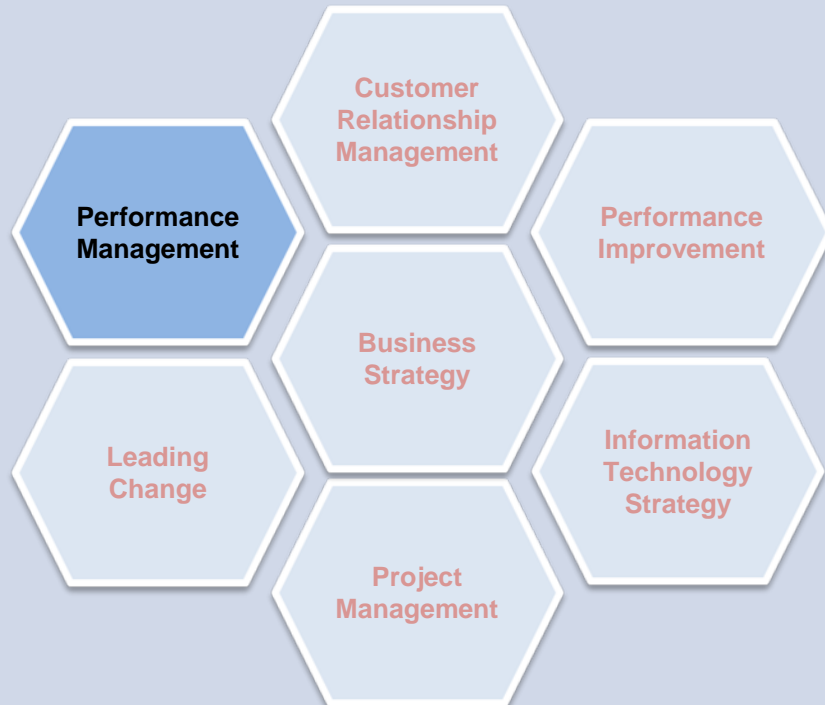 Customer
Relationship
Management
Performance
Management
Performance
Improvement
Business
Strategy
Leading
Change
Information
Technology
Strategy
Project
Management